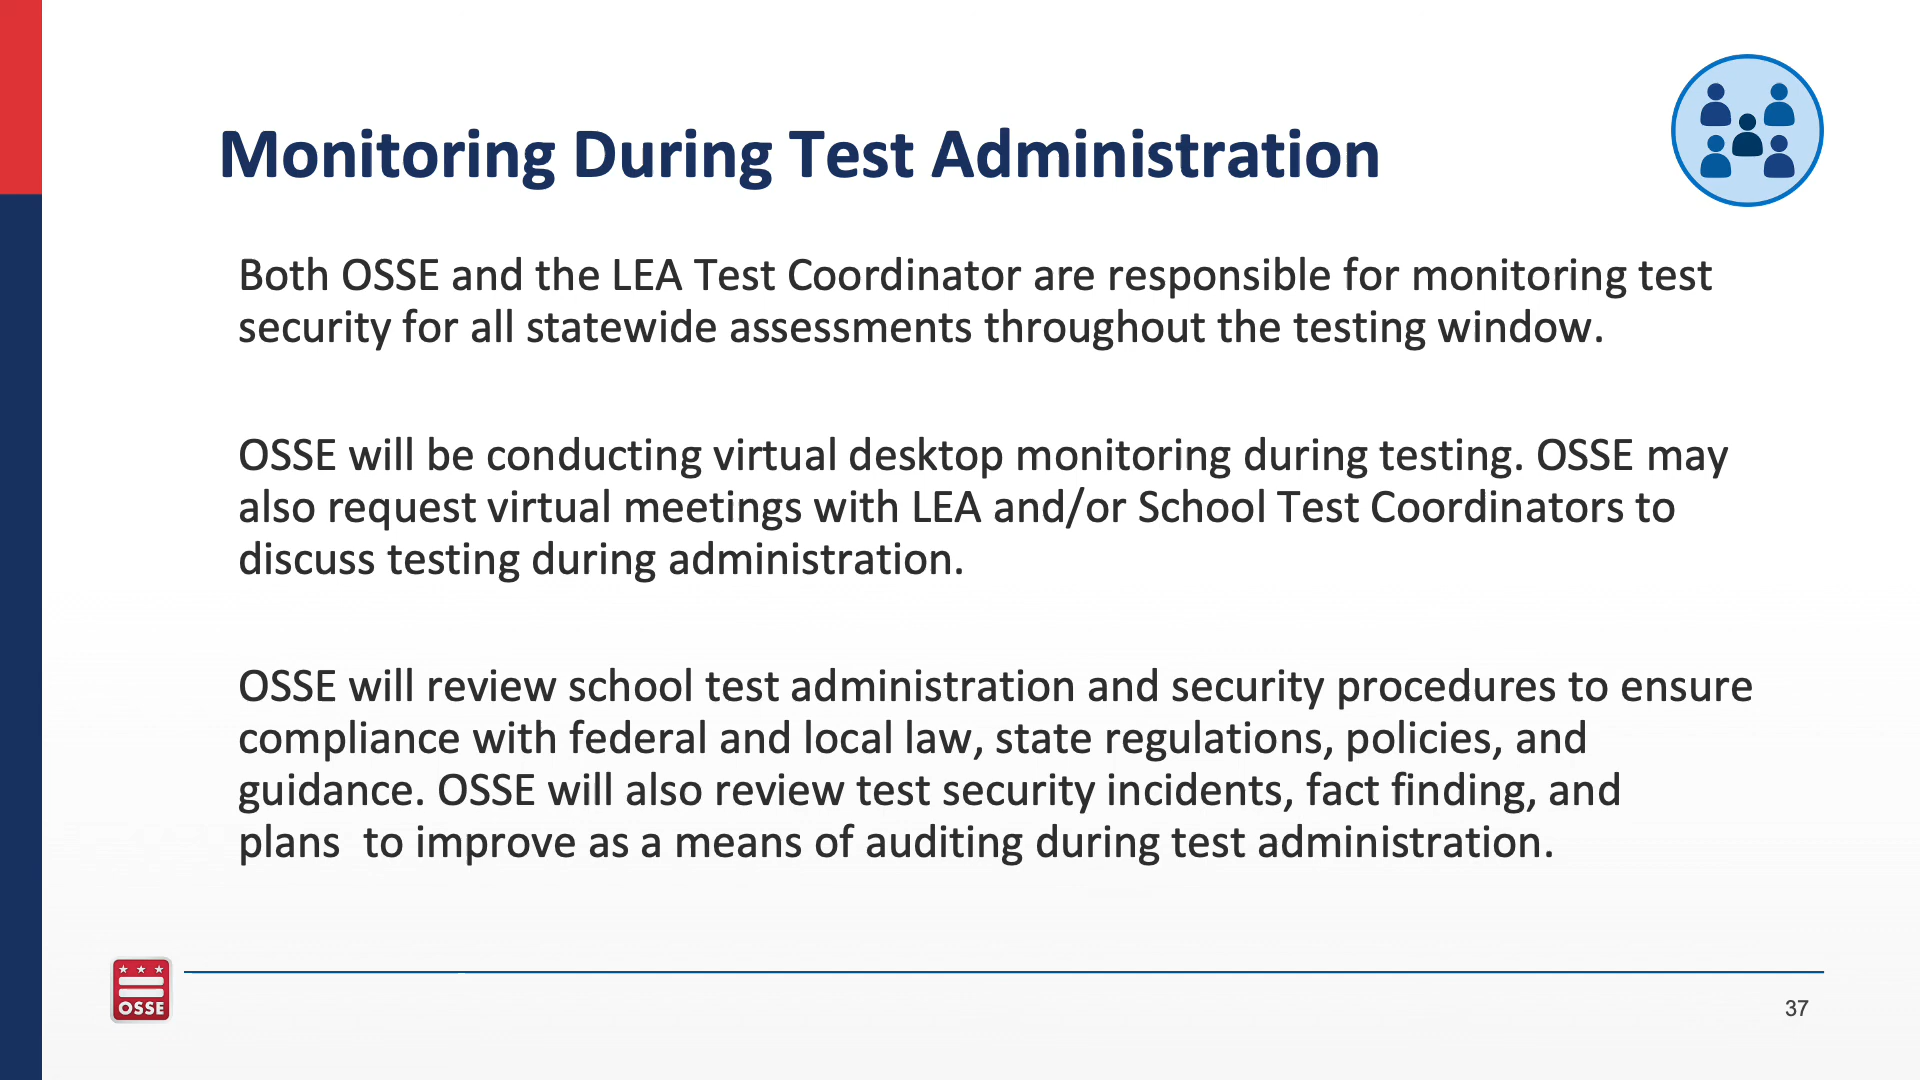 Monitoring During Test Administration
Both OSSE and the LEA Test Coordinator are responsible for monitoring test
security for all statewide assessments throughout the testing window.
OSSE will be conducting virtual desktop monitoring during testing. OSSE may
also request virtual meetings with LEA and/or School Test Coordinators to
discuss testing during administration.
OSSE will review school test administration and security procedures to ensure
compliance with federal and local law, state regulations, policies, and
guidance. OSSE will also review test security incidents, fact finding, and
plans  to improve as a means of auditing during test administration.
OSSE
37